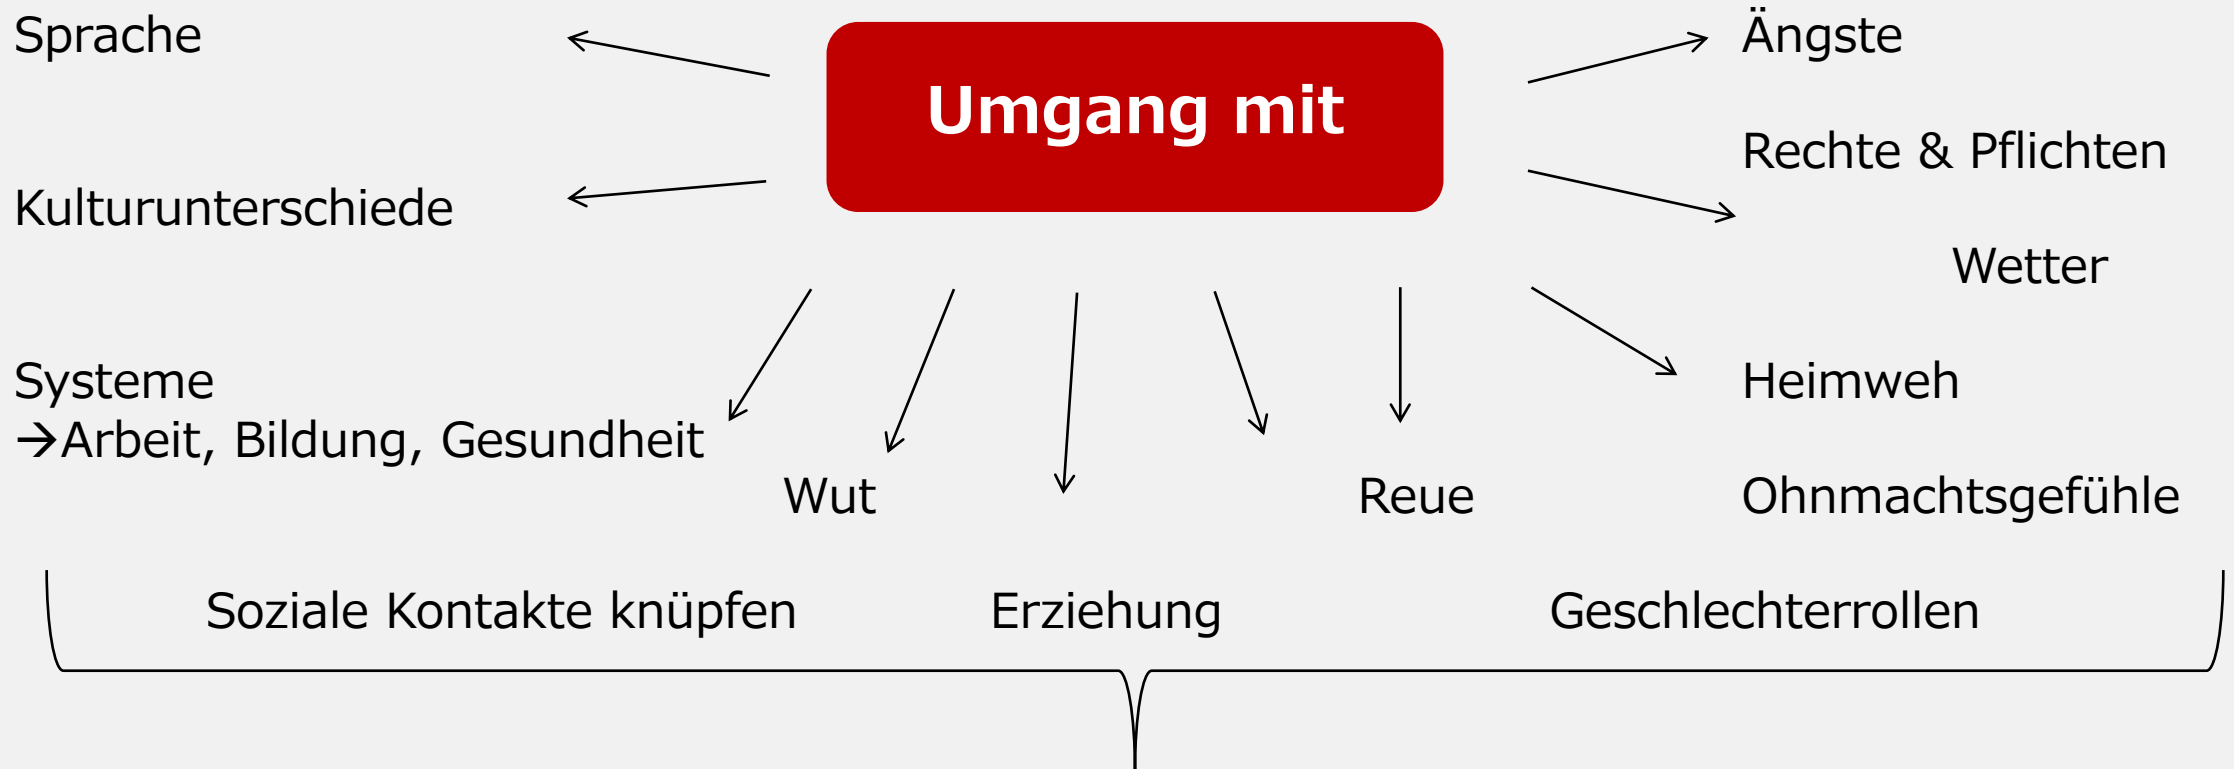 Sprache
Umgang mit
Ängste
Rechte & Pflichten
Kulturunterschiede
Wetter
Systeme
→Arbeit, Bildung, Gesundheit
Heimweh
Wut
Reue
Ohnmachtsgefühle
Soziale Kontakte knüpfen
Erziehung
Geschlechterrollen